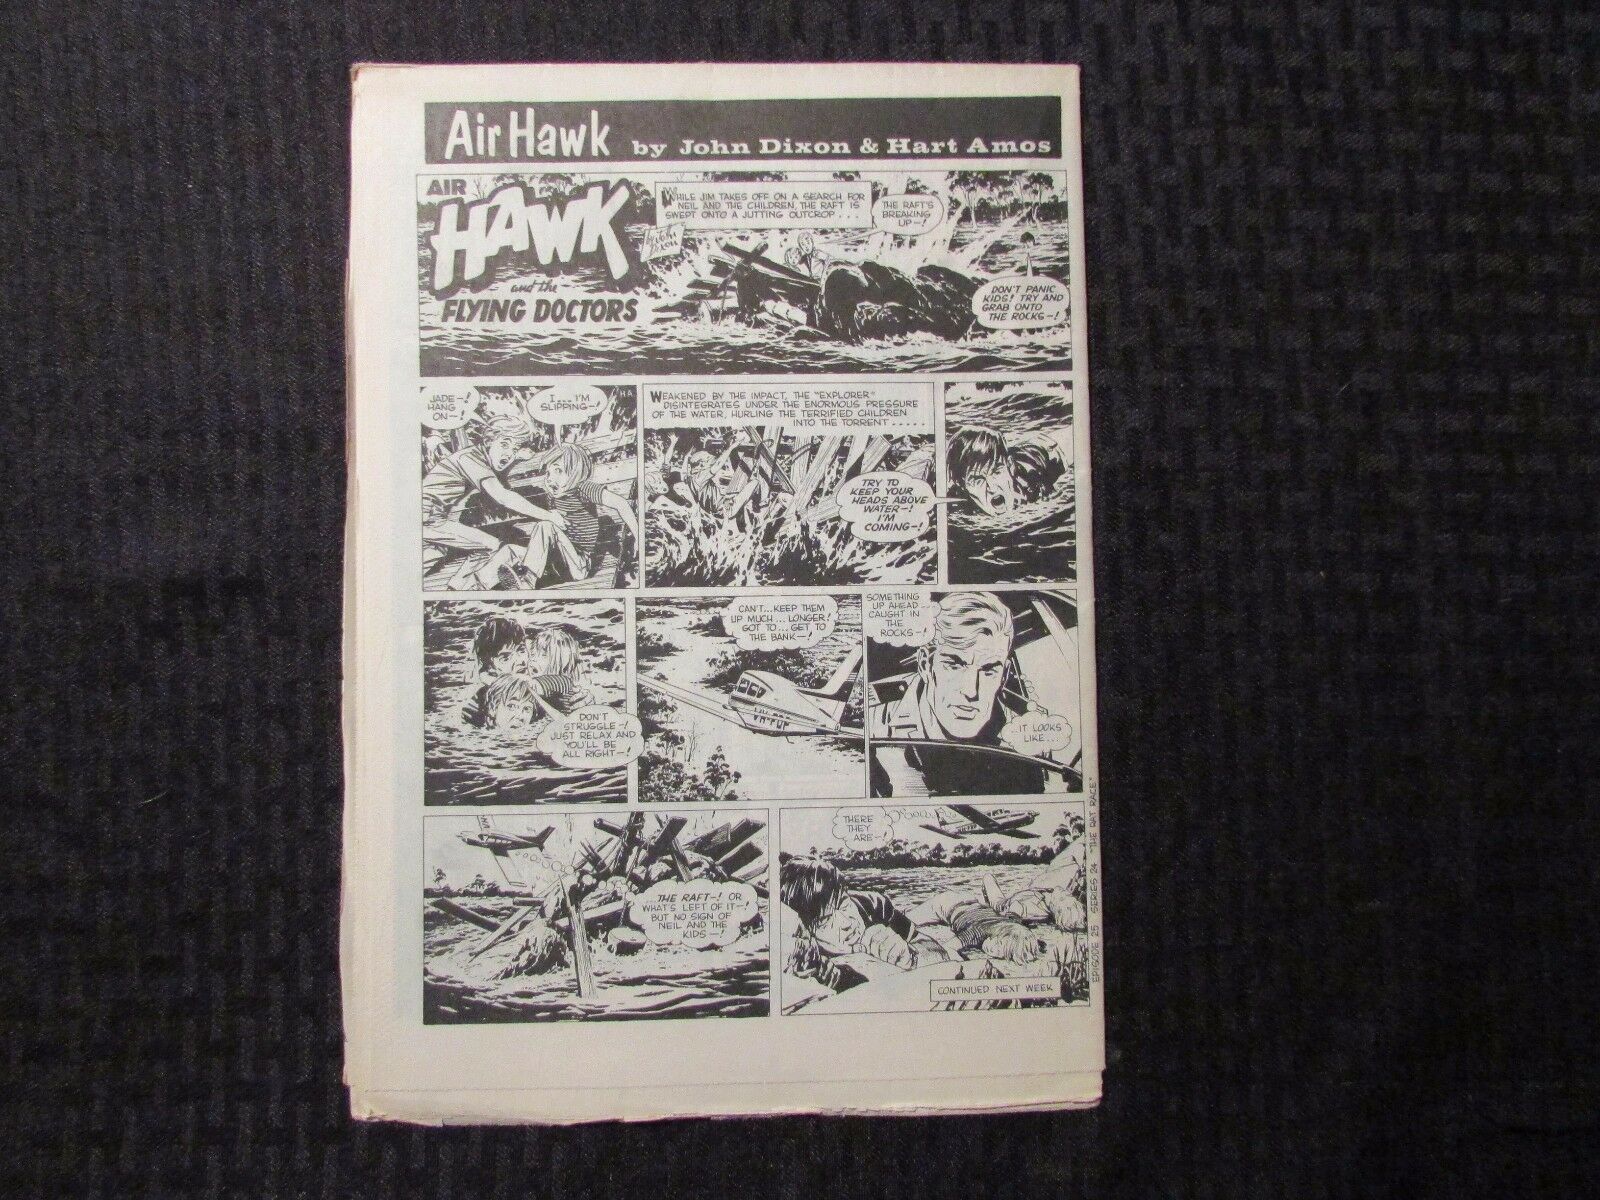 Air Hawk by John Dixon & Hart Amos
AIR
HAWK
and the
FLYING DOCTORS
by John
Dixon
WHILE JIM TAKES OFF ON A SEARCH FOR
NEIL AND THE CHILDREN, THE RAFT IS
SWEPT ONTO A JUTTING OUTCROP . . .
THE RAFT'S
BREAKING
UP—!
DON'T PANIC
KIDS! TRY AND
GRAB ONTO
THE ROCKS—!
JADE—!
HANG
ON—!
I . . . I'M
SLIPPING—!
WEAKENED BY THE IMPACT, THE "EXPLORER"
DISINTEGRATES UNDER THE ENORMOUS PRESSURE
OF THE WATER, HURLING THE TERRIFIED CHILDREN
INTO THE TORRENT . . . . .
TRY TO
KEEP YOUR
HEADS ABOVE
WATER—!
I'M
COMING—!
DON'T
STRUGGLE—!
JUST RELAX AND
YOU'LL BE
ALL RIGHT—!
CAN'T...KEEP THEM
UP MUCH...LONGER!
GOT TO...GET TO
THE BANK—!
VH-FDF
SOMETHING
UP AHEAD . . .
CAUGHT IN
THE
ROCKS—!
...IT LOOKS
LIKE...
THE RAFT—! OR
WHAT'S LEFT OF IT—!
BUT NO SIGN OF
NEIL AND THE
KIDS—!
THERE
THEY
ARE—!
CONTINUED NEXT WEEK
EPISODE 25 SERIES 24 "THE RAT RACE"